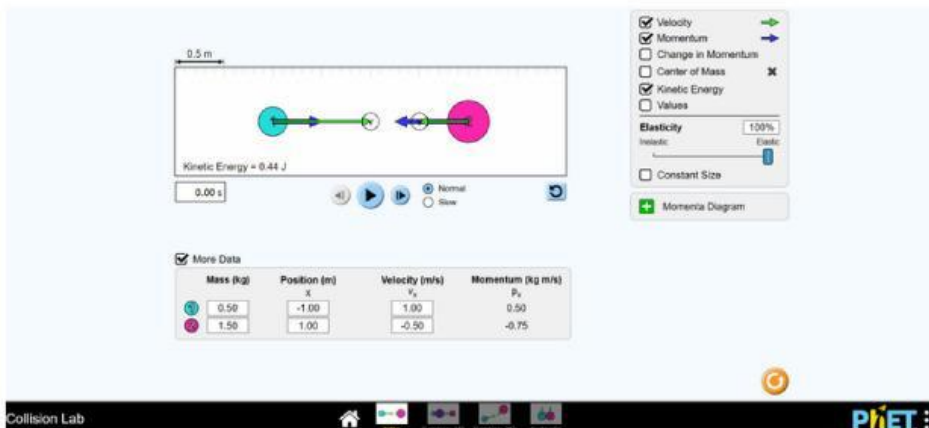 Velocity
Momentum
Change in Momentum
Center of Mass
Kinetic Energy
Values
Elasticity 100%
Inelastic Elastic
Constant Size
Momenta Diagram
0.5 m
Kinetic Energy = 0.44 J
0.00 s
Normal
Slow
More Data
Mass (kg) Position (m) Velocity (m/s) Momentum (kg m/s)
x vₓ pₓ
1 0.50 -1.00 1.00 0.50
2 1.50 1.00 -0.50 -0.75
Collision Lab
PhET